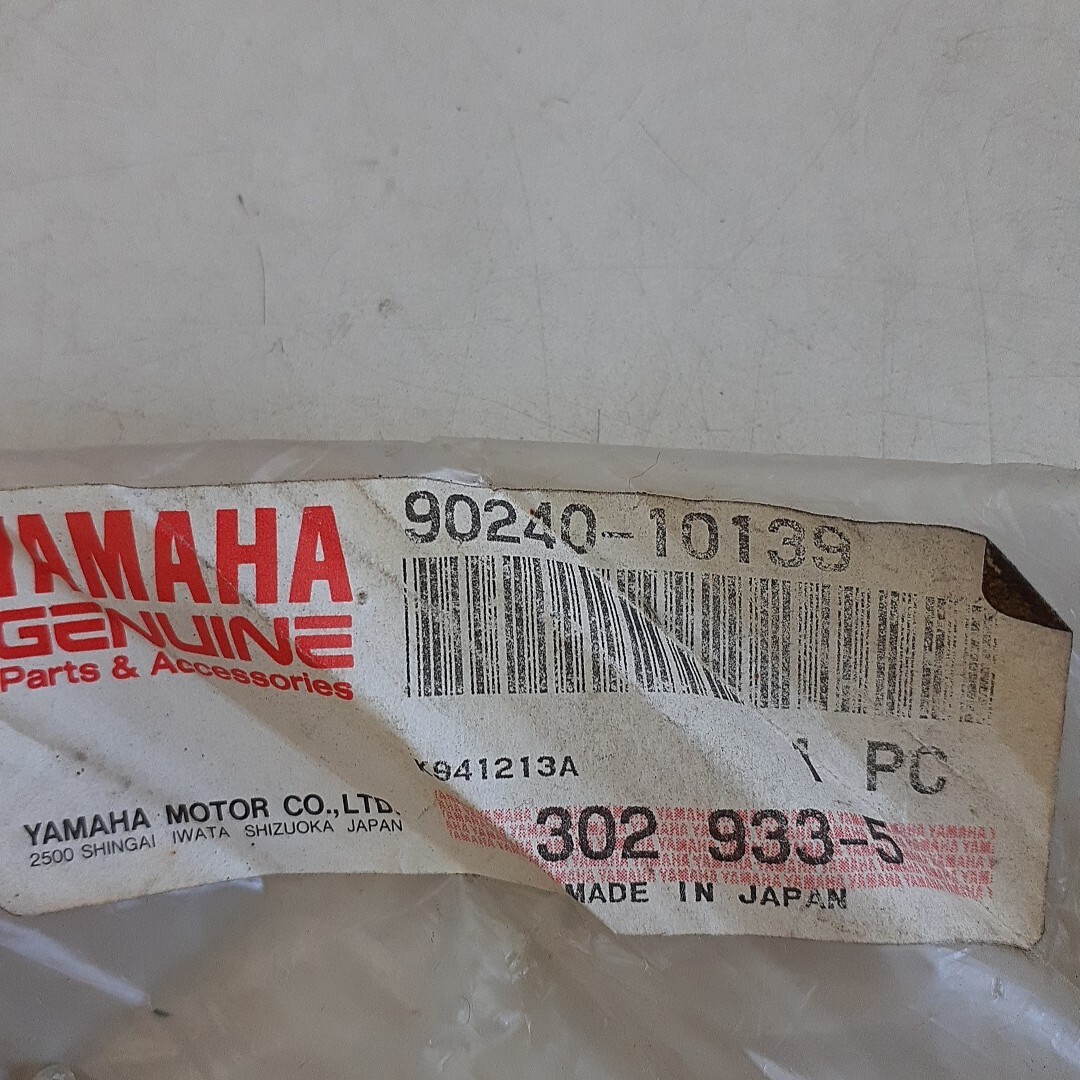 YAMAHA
GENUINE
Parts & Accessories
YAMAHA MOTOR CO.,LTD.
2500 SHINGAI IWATA SHIZUOKA JAPAN
90240-10139
X941213A
1 PC
302 933-5
MADE IN JAPAN